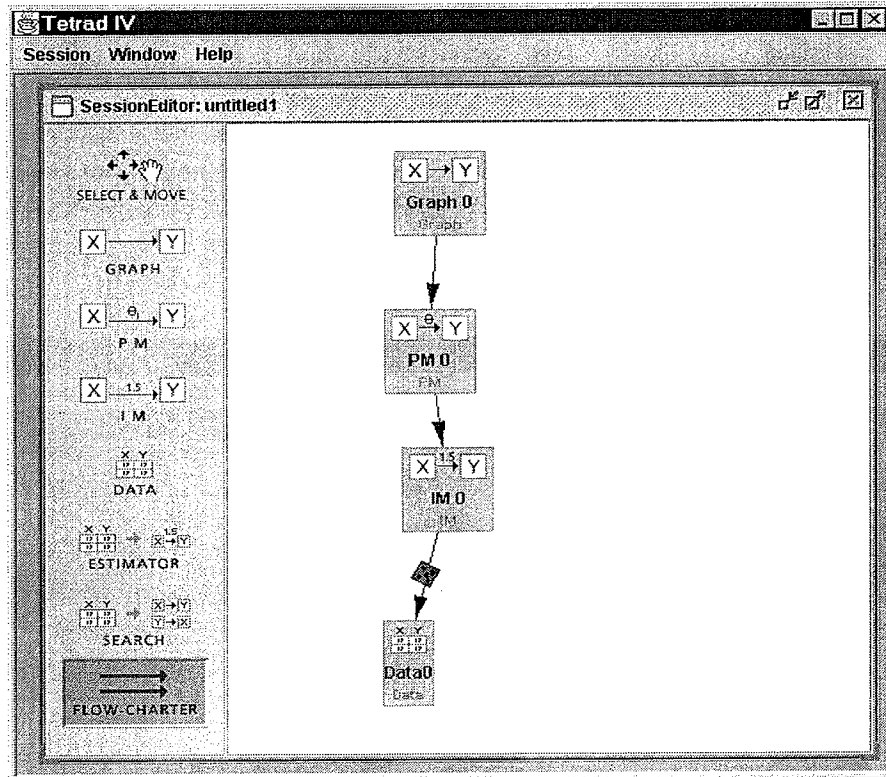 Tetrad IV
Session Window Help
SessionEditor: untitled1
SELECT & MOVE
X Y
GRAPH
X Θ Y
P M
X 1.5 Y
I M
X Y
DATA
X Y 1.5
X Y
ESTIMATOR
X Y X Y
Y X
SEARCH
FLOW-CHARTER
X Y
Graph 0
Graph
X Θ Y
PM 0
PM
X 1.5 Y
IM 0
IM
X Y
Data0
Data